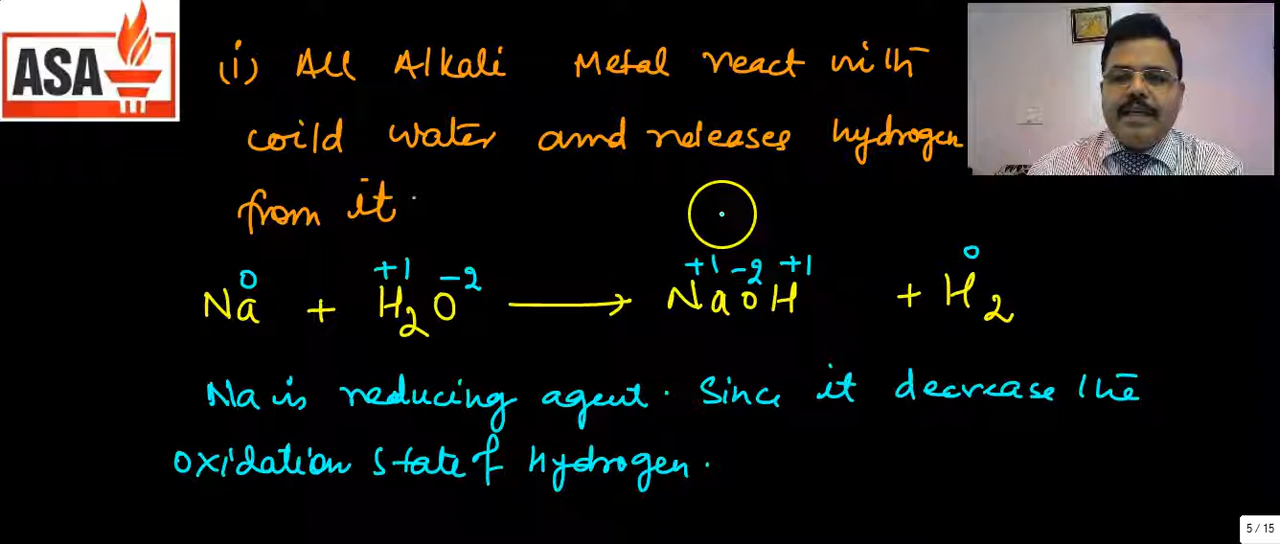 ASA
(i) All Alkali Metal react with
coild water and releases hydrogen
from it.
0 +1 -2 +1 -2 +1 0
Na + H2O ⟶ NaOH + H2
Na is reducing agent. Since it decrease the
oxidation state of hydrogen.
5 / 15